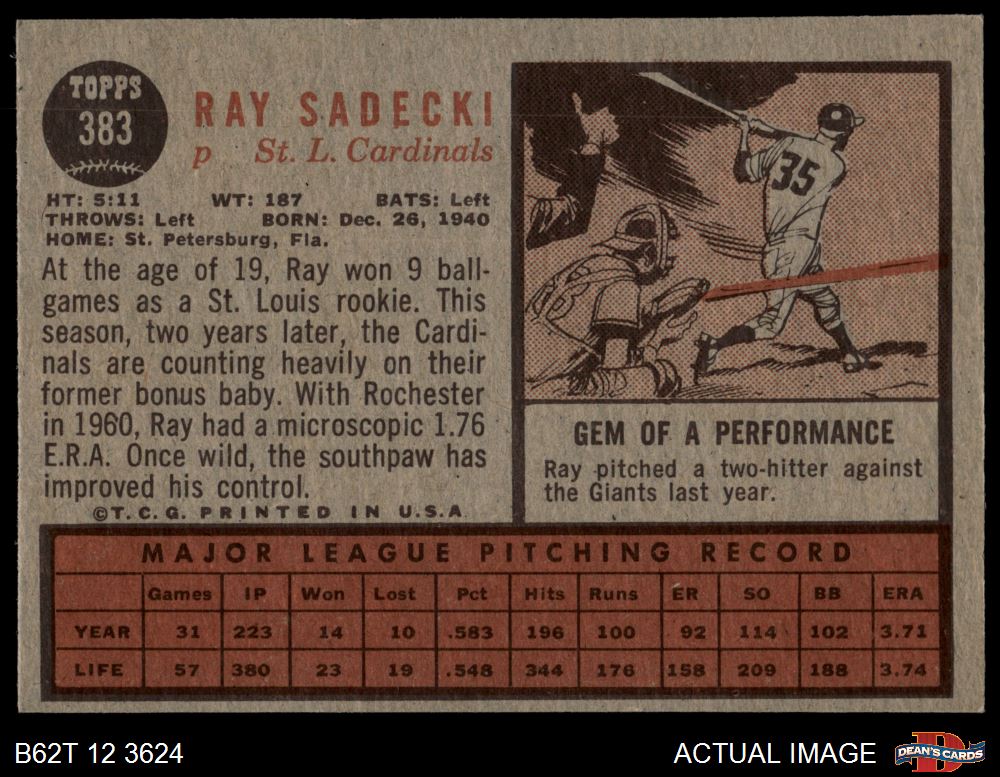 TOPPS
383
RAY SADECKI
p St. L. Cardinals
HT: 5:11 WT: 187 BATS: Left
THROWS: Left BORN: Dec. 26, 1940
HOME: St. Petersburg, Fla.
At the age of 19, Ray won 9 ball-
games as a St. Louis rookie. This
season, two years later, the Cardi-
nals are counting heavily on their
former bonus baby. With Rochester
in 1960, Ray had a microscopic 1.76
E.R.A. Once wild, the southpaw has
improved his control.
©T.C.G. PRINTED IN U.S.A.
35
GEM OF A PERFORMANCE
Ray pitched a two-hitter against
the Giants last year.
MAJOR LEAGUE PITCHING RECORD
Games IP Won Lost Pct Hits Runs ER SO BB ERA
YEAR 31 223 14 10 .583 196 100 92 114 102 3.71
LIFE 57 380 23 19 .548 344 176 158 209 188 3.74
B62T 12 3624
ACTUAL IMAGE
D
DEAN'S CARDS